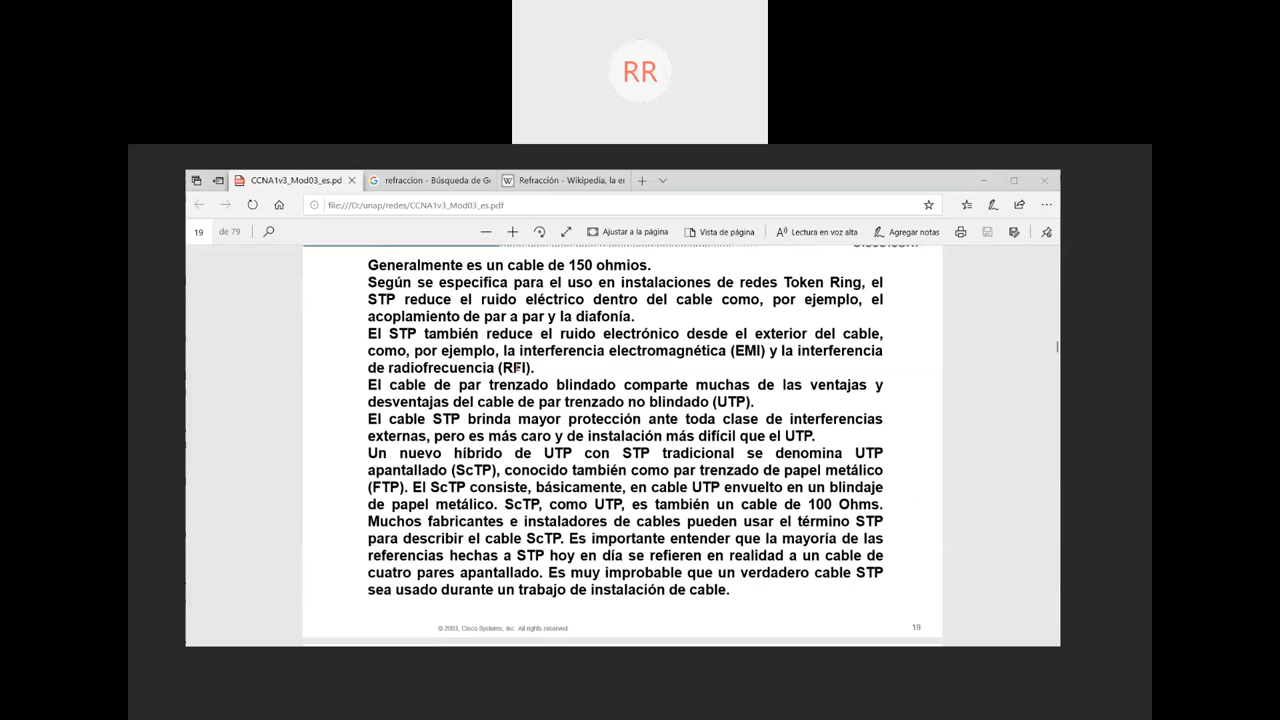 RR
CCNA1v3_Mod03_es.pd
refraccion - Búsqueda de Go
Refracción - Wikipedia, la en
file:///D:/unap/redes/CCNA1v3_Mod03_es.pdf
19 de 79
Ajustar a la página
Vista de página
Lectura en voz alta
Agregar notas
Generalmente es un cable de 150 ohmios.
Según se especifica para el uso en instalaciones de redes Token Ring, el
STP reduce el ruido eléctrico dentro del cable como, por ejemplo, el
acoplamiento de par a par y la diafonía.
El STP también reduce el ruido electrónico desde el exterior del cable,
como, por ejemplo, la interferencia electromagnética (EMI) y la interferencia
de radiofrecuencia (RFI).
El cable de par trenzado blindado comparte muchas de las ventajas y
desventajas del cable de par trenzado no blindado (UTP).
El cable STP brinda mayor protección ante toda clase de interferencias
externas, pero es más caro y de instalación más difícil que el UTP.
Un nuevo híbrido de UTP con STP tradicional se denomina UTP
apantallado (ScTP), conocido también como par trenzado de papel metálico
(FTP). El ScTP consiste, básicamente, en cable UTP envuelto en un blindaje
de papel metálico. ScTP, como UTP, es también un cable de 100 Ohms.
Muchos fabricantes e instaladores de cables pueden usar el término STP
para describir el cable ScTP. Es importante entender que la mayoría de las
referencias hechas a STP hoy en día se refieren en realidad a un cable de
cuatro pares apantallado. Es muy improbable que un verdadero cable STP
sea usado durante un trabajo de instalación de cable.
© 2003, Cisco Systems, Inc. All rights reserved.
19